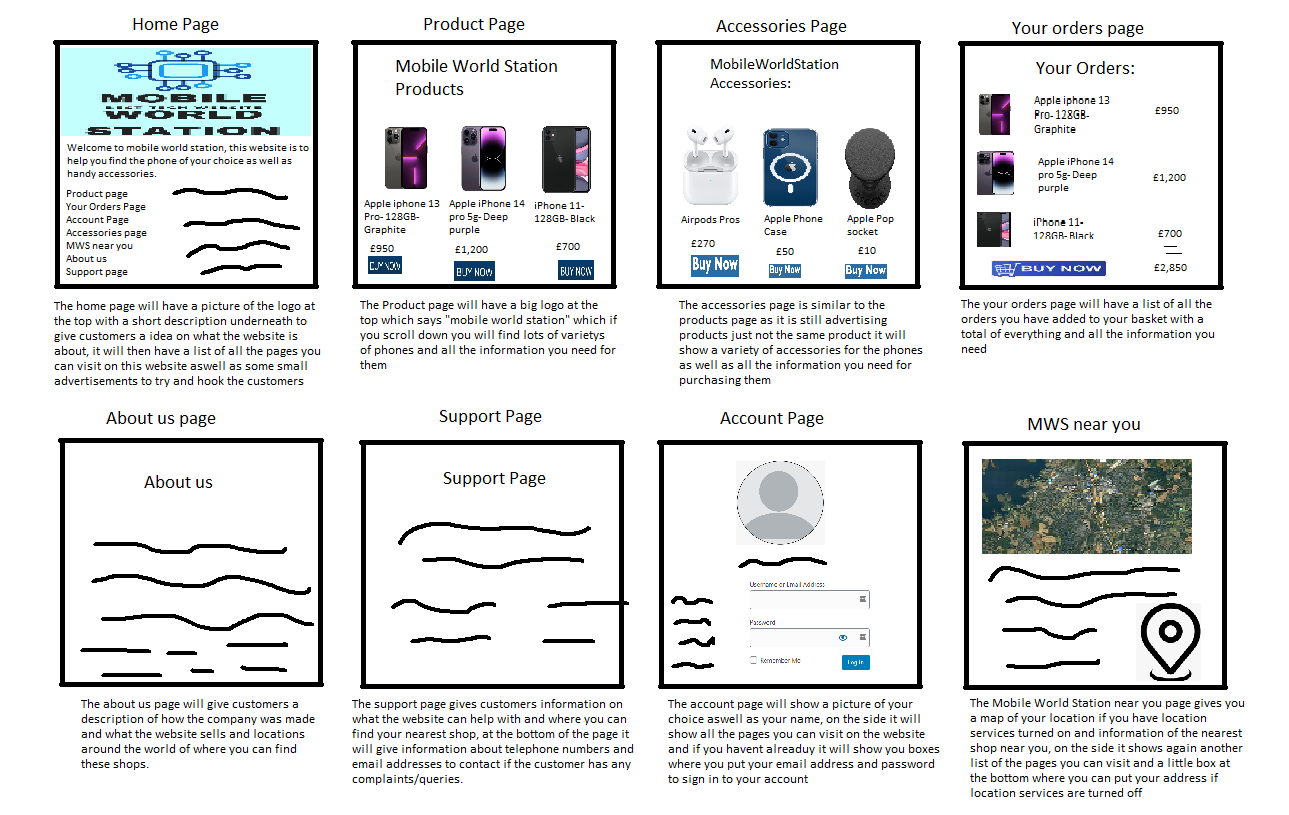 Home Page
MOBILE
BEST TECH WEBSITE
WORLD
STATION
Welcome to mobile world station, this website is to
help you find the phone of your choice as well as
handy accessories.
Product page
Your Orders Page
Account Page
Accessories page
MWS near you
About us
Support page
The home page will have a picture of the logo at
the top with a short description underneath to
give customers a idea on what the website is
about, it will then have a list of all the pages you
can visit on this website aswell as some small
advertisements to try and hook the customers
Product Page
Mobile World Station
Products
Apple iphone 13
Pro- 128GB-
Graphite
£950
BUY NOW
Apple iPhone 14
pro 5g- Deep
purple
£1,200
BUY NOW
iPhone 11-
128GB- Black
£700
BUY NOW
The Product page will have a big logo at the
top which says "mobile world station" which if
you scroll down you will find lots of varietys
of phones and all the information you need for
them
Accessories Page
MobileWorldStation
Accessories:
Airpods Pros
£270
Buy Now
Apple Phone
Case
£50
Buy Now
Apple Pop
socket
£10
Buy Now
The accessories page is similar to the
products page as it is still advertising
products just not the same product it will
show a variety of accessories for the phones
as well as all the information you need for
purchasing them
Your orders page
Your Orders:
Apple iphone 13
Pro- 128GB-
Graphite
£950
Apple iPhone 14
pro 5g- Deep
purple
£1,200
iPhone 11-
128GB- Black
£700
BUY NOW
£2,850
The your orders page will have a list of all the
orders you have added to your basket with a
total of everything and all the information you
need
About us page
About us
The about us page will give customers a
description of how the company was made
and what the website sells and locations
around the world of where you can find
these shops.
Support Page
Support Page
The support page gives customers information on
what the website can help with and where you can
find your nearest shop, at the bottom of the page it
will give information about telephone numbers and
email addresses to contact if the customer has any
complaints/queries.
Account Page
Username or Email Address
Password
Remember Me
Log In
The account page will show a picture of your
choice aswell as your name, on the side it will
show all the pages you can visit on the website
and if you havent alreaduy it will show you boxes
where you put your email address and password
to sign in to your account
MWS near you
The Mobile World Station near you page gives you
a map of your location if you have location
services turned on and information of the nearest
shop near you, on the side it shows again another
list of the pages you can visit and a little box at
the bottom where you can put your address if
location services are turned off